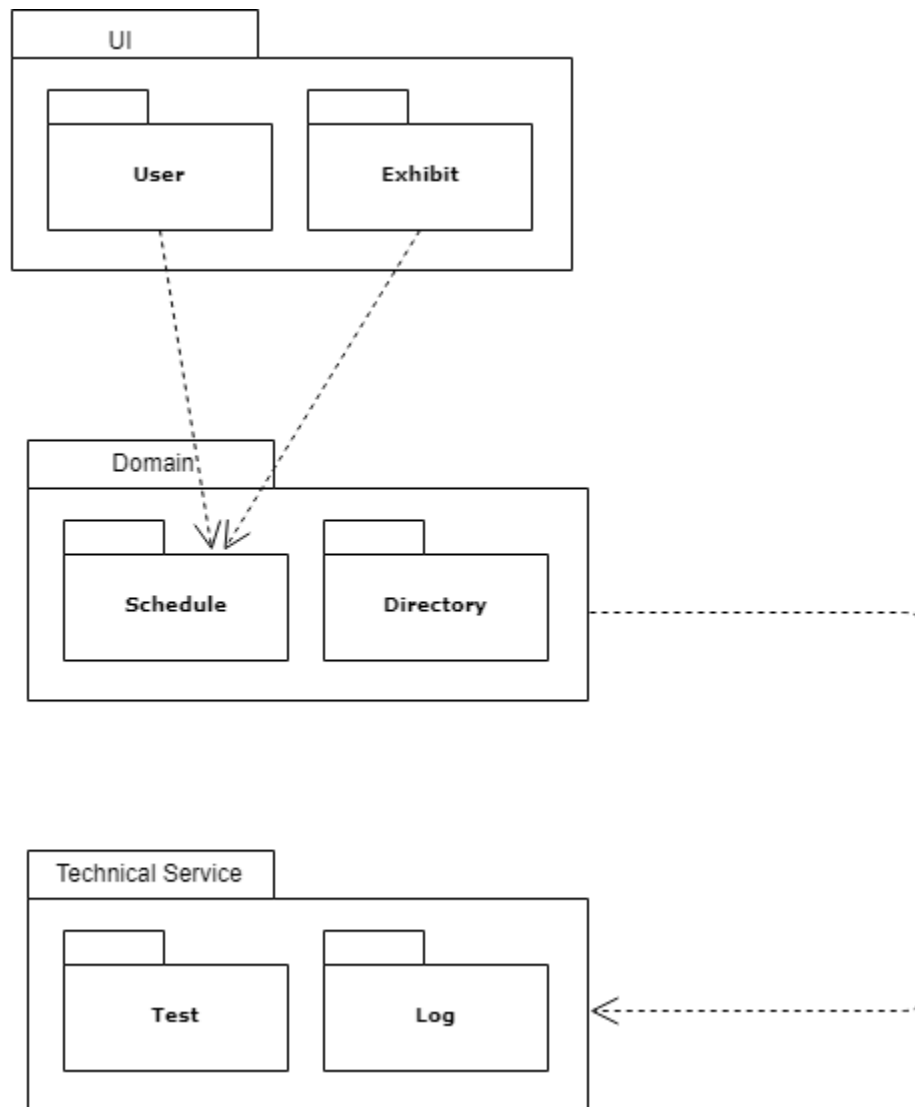 UI
User
Exhibit
Domain
Schedule
Directory
Technical Service
Test
Log